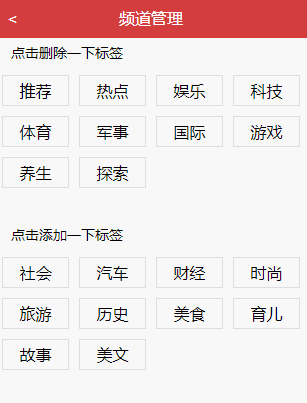 < 频道管理
点击删除一下标签
推荐 热点 娱乐 科技
体育 军事 国际 游戏
养生 探索
点击添加一下标签
社会 汽车 财经 时尚
旅游 历史 美食 育儿
故事 美文